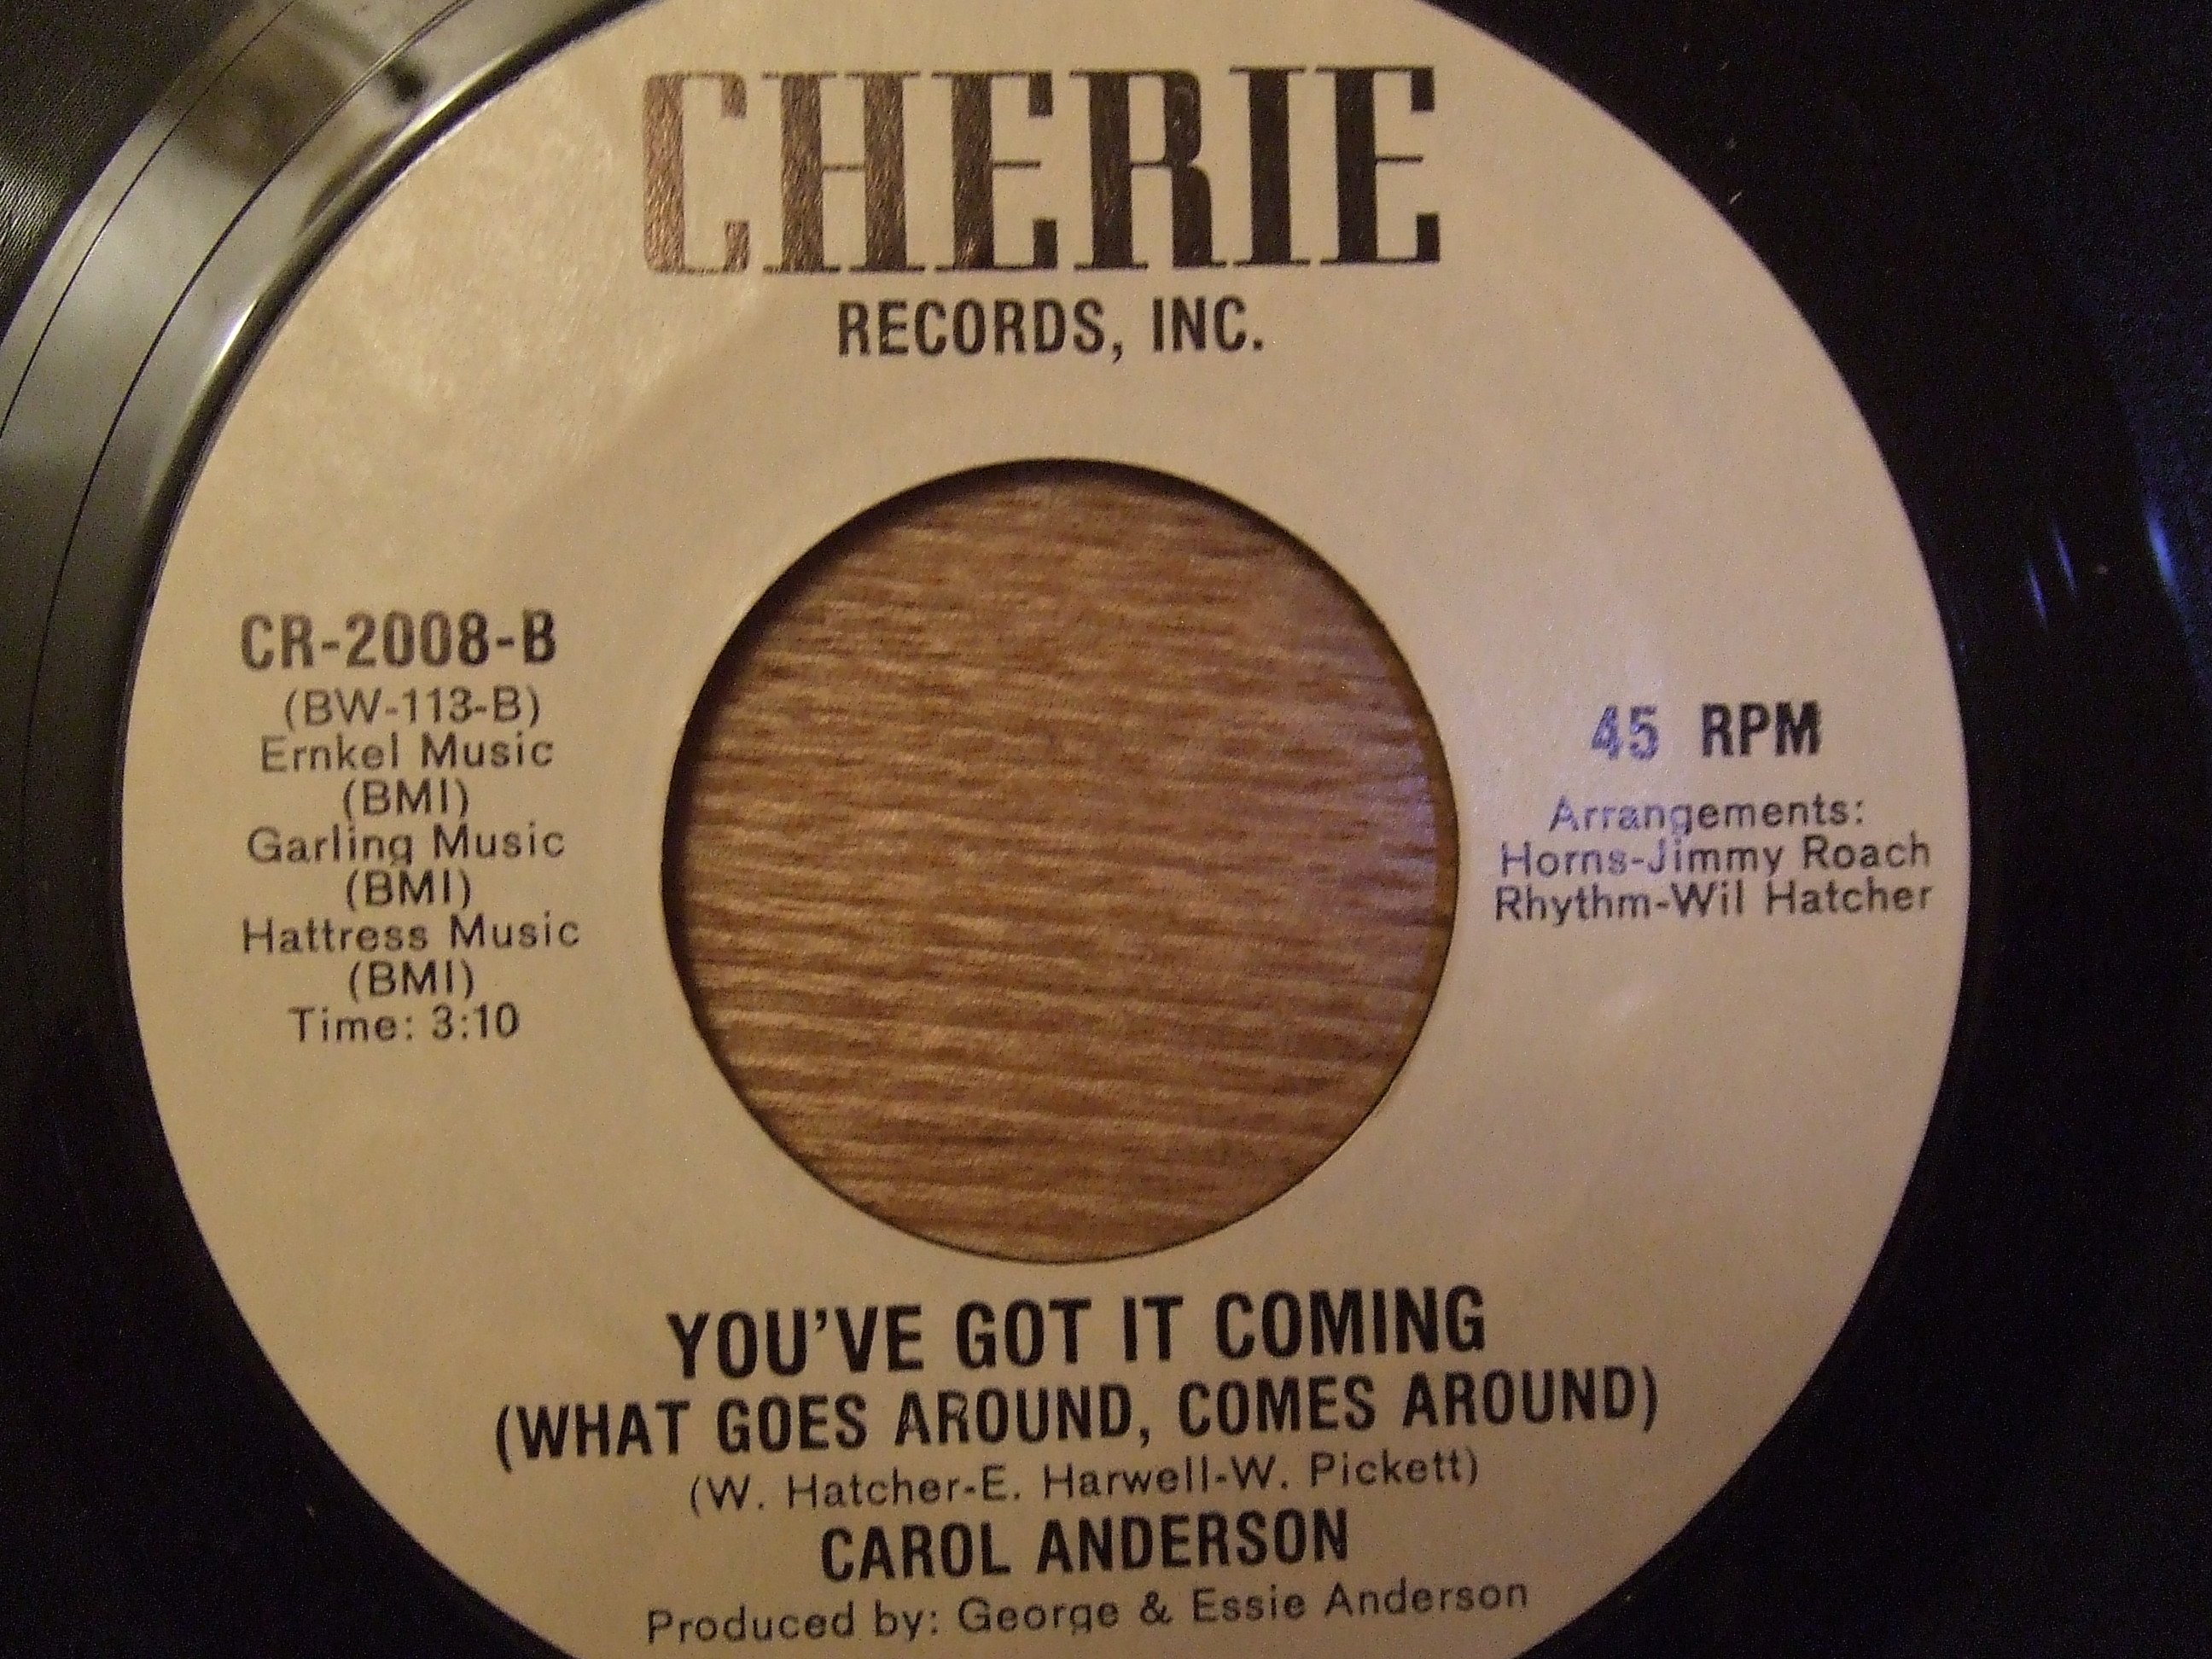 CHERIE
RECORDS, INC.
CR-2008-B
(BW-113-B)
Ernkel Music
(BMI)
Garling Music
(BMI)
Hattress Music
(BMI)
Time: 3:10
45 RPM
Arrangements:
Horns-Jimmy Roach
Rhythm-Wil Hatcher
YOU'VE GOT IT COMING
(WHAT GOES AROUND, COMES AROUND)
(W. Hatcher-E. Harwell-W. Pickett)
CAROL ANDERSON
Produced by: George & Essie Anderson